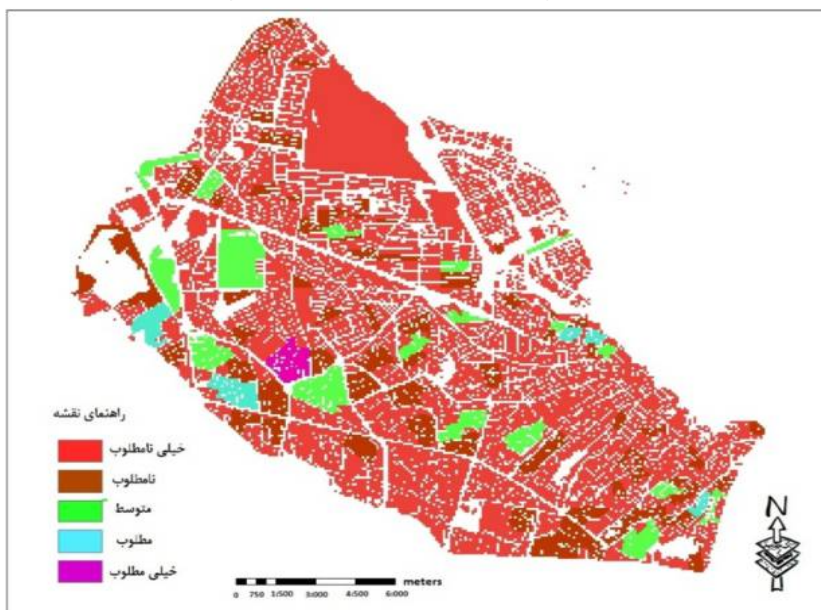 راهنمای نقشه
خیلی نامطلوب
نامطلوب
متوسط
مطلوب
خیلی مطلوب
N
meters
0 750 1:500 3:000 4:500 6:000